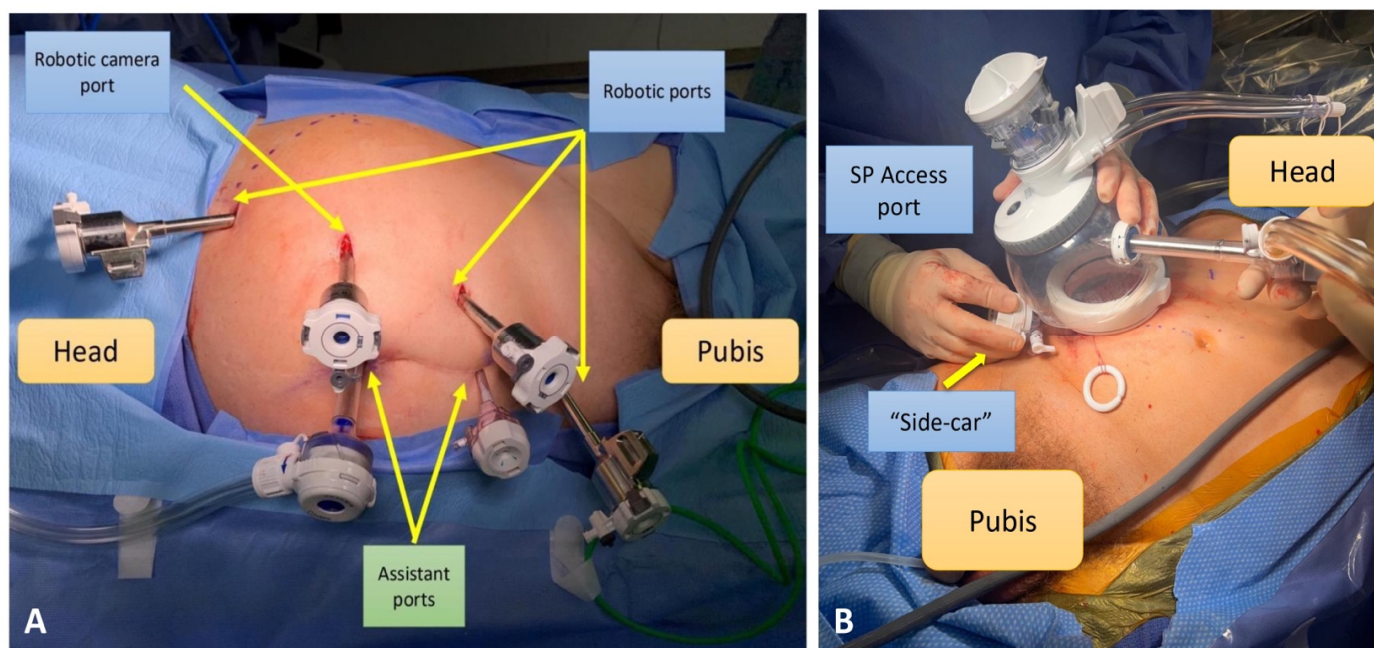 Robotic camera
port
Robotic ports
Head
Pubis
Assistant
ports
A
SP Access
port
Head
"Side-car"
Pubis
B